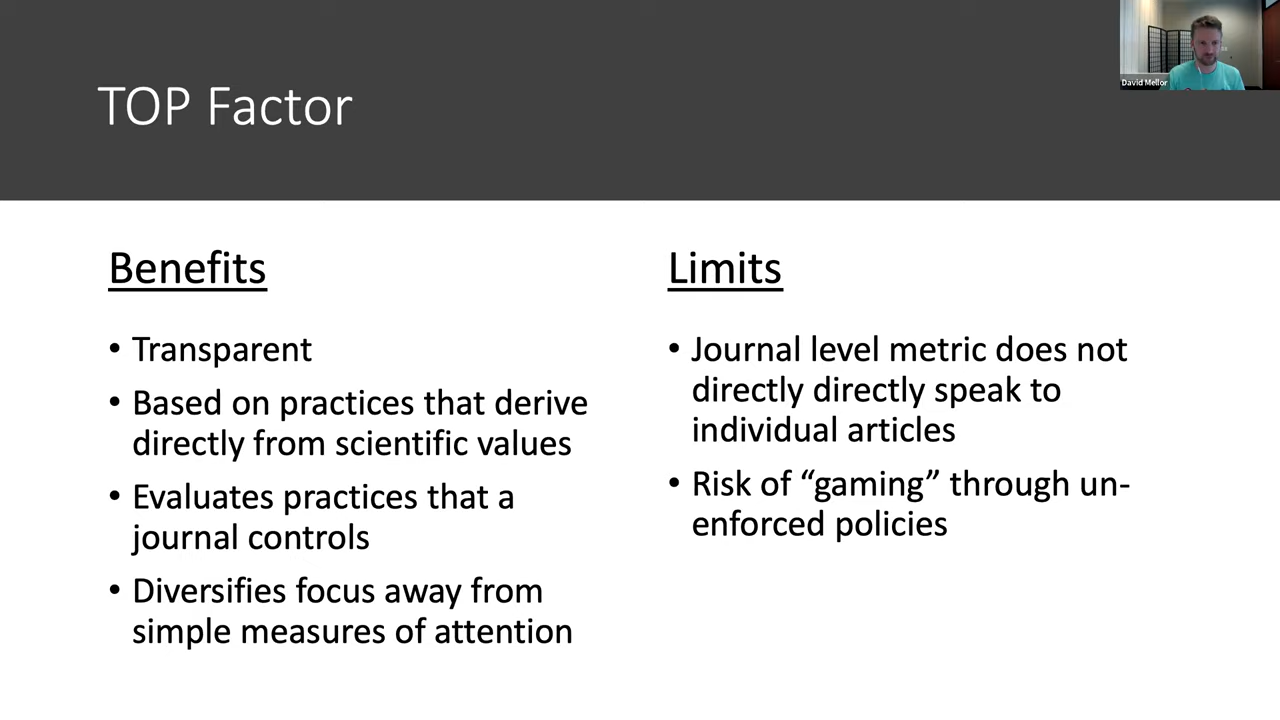 David Mellor
TOP Factor
Benefits
• Transparent
• Based on practices that derive
directly from scientific values
• Evaluates practices that a
journal controls
• Diversifies focus away from
simple measures of attention
Limits
• Journal level metric does not
directly directly speak to
individual articles
• Risk of “gaming” through un-
enforced policies